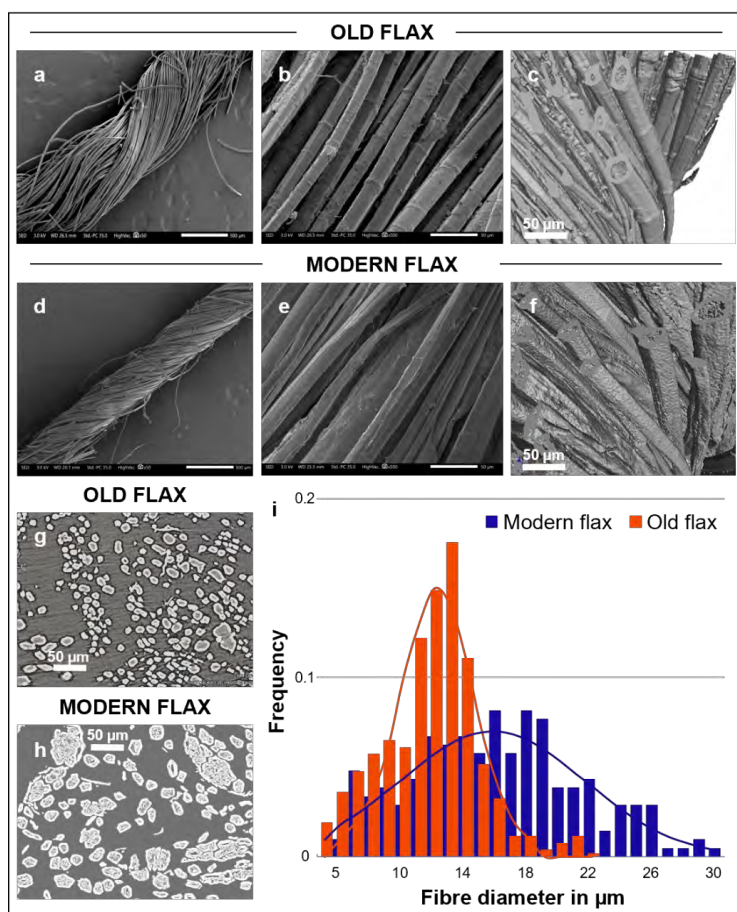 OLD FLAX
a
b
c
50 µm
MODERN FLAX
d
e
f
50 µm
OLD FLAX
g
50 µm
MODERN FLAX
h
50 µm
i
0.2
Modern flax
Old flax
0.1
0
Frequency
5 10 14 18 22 26 30
Fibre diameter in µm